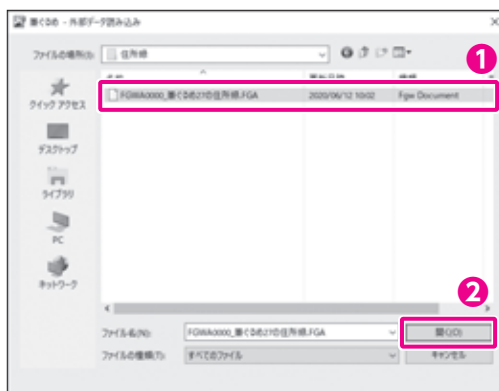 筆ぐるめ - 外部データ読み込み
ファイルの場所(I): 住所録
❶
名前 更新日時 種類
FGWA0000_筆ぐるめ27の住所録.FGA 2020/06/12 10:02 Fgw Document
クイック アクセス
デスクトップ
ライブラリ
PC
ネットワーク
❷
ファイル名(N): FGWA0000_筆ぐるめ27の住所録.FGA 開く(O)
ファイルの種類(T): すべてのファイル キャンセル